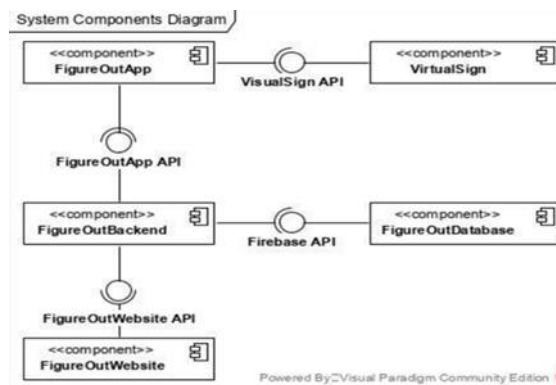 System Components Diagram
<<component>>
FigureOutApp
<<component>>
VirtualSign
VisualSign API
FigureOutApp API
<<component>>
FigureOutBackend
<<component>>
FigureOutDatabase
Firebase API
FigureOutWebsite API
<<component>>
FigureOutWebsite
Powered By Visual Paradigm Community Edition